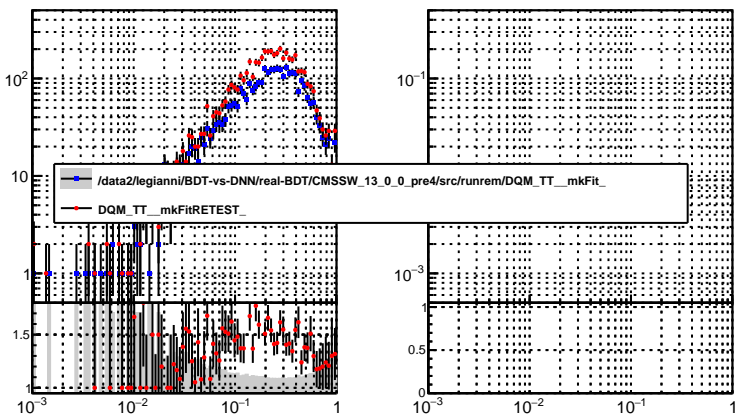 10²
10⁻¹
10
/data2/legianni/BDT-vs-DNN/real-BDT/CMSSW_13_0_0_pre4/src/runrem/DQM_TT__mkFit_
DQM_TT__mkFitRETEST_
1
10⁻³
1.5
1
1
0.5
0
10⁻³ 10⁻² 10⁻¹ 1
10⁻³ 10⁻² 10⁻¹ 1